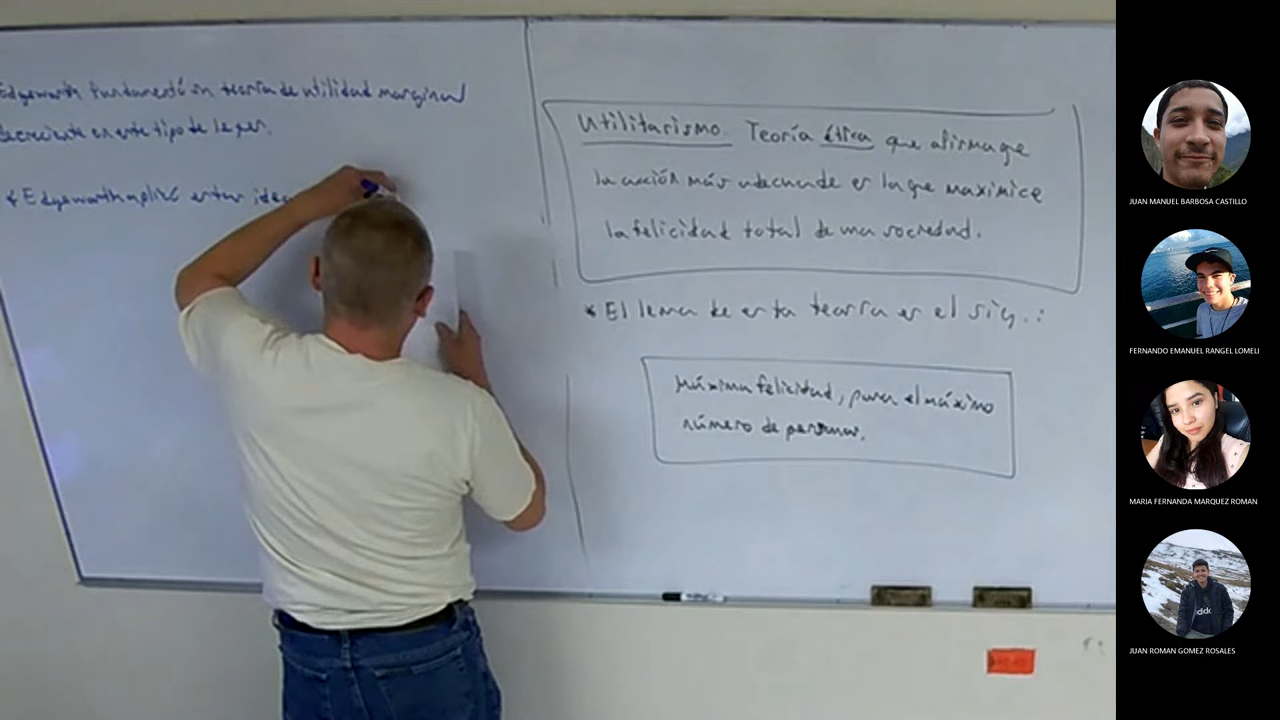 Edgeworth fundamentó su teoría de utilidad marginal
decreciente en este tipo de leyes.
* Edgeworth aplicó estas ideas
Utilitarismo. Teoría ética que afirma que
la acción más adecuada es la que maximice
la felicidad total de una sociedad.
* El lema de esta teoría es el sig.:
Máxima felicidad, para el máximo
número de personas.
JUAN MANUEL BARBOSA CASTILLO
FERNANDO EMANUEL RANGEL LOMELI
MARIA FERNANDA MARQUEZ ROMAN
JUAN ROMAN GOMEZ ROSALES